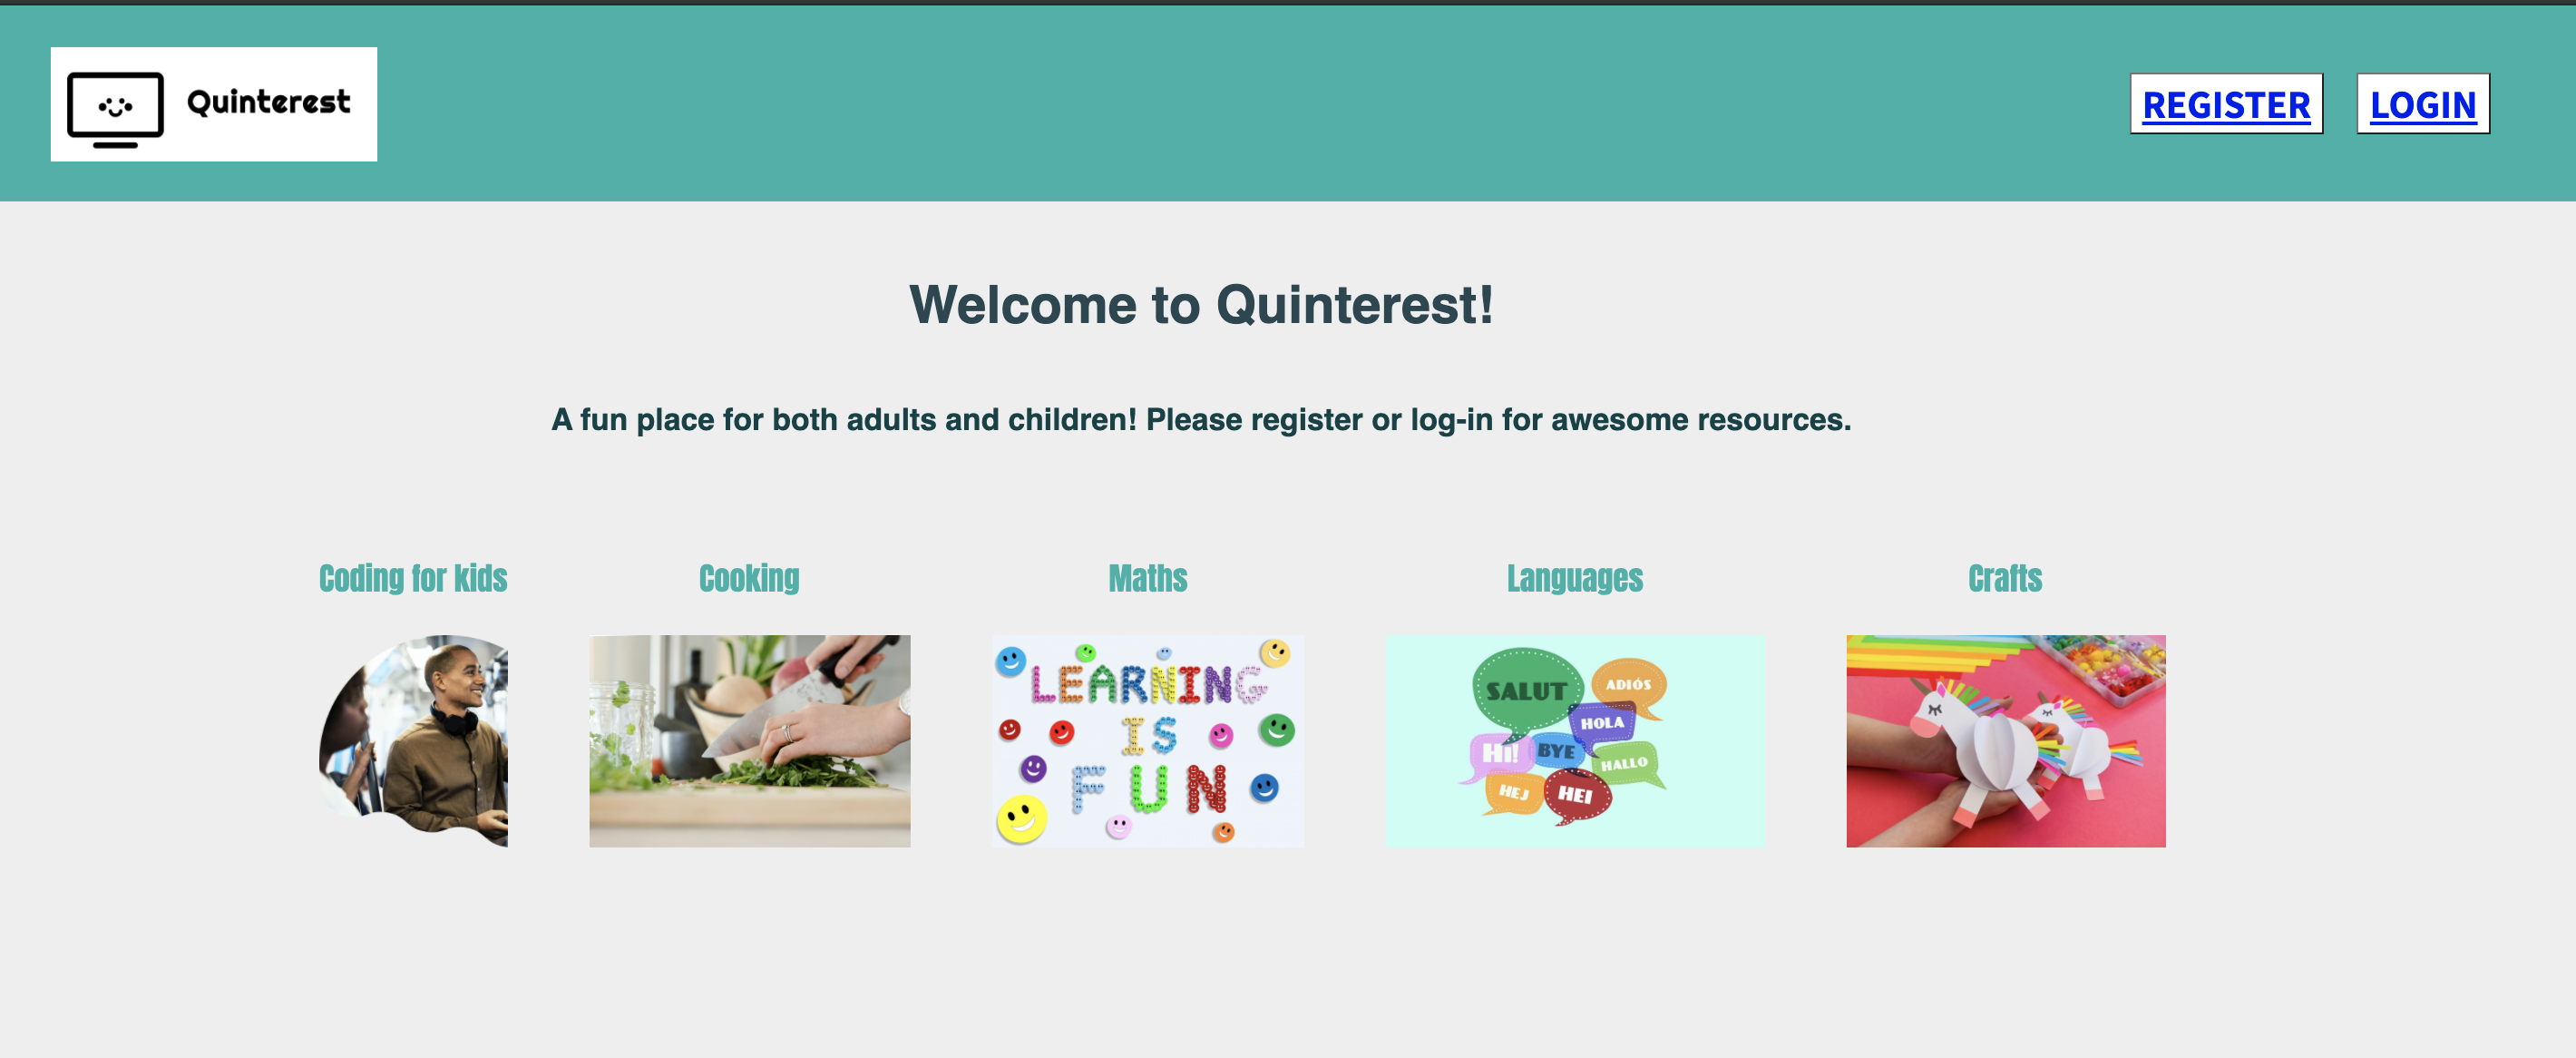 Quinterest
REGISTER LOGIN
Welcome to Quinterest!
A fun place for both adults and children! Please register or log-in for awesome resources.
Coding for kids Cooking Maths Languages Crafts
LEARNING
IS
FUN
SALUT
ADIÓS
HOLA
Hi!
BYE
HALLO
HEJ
HEI